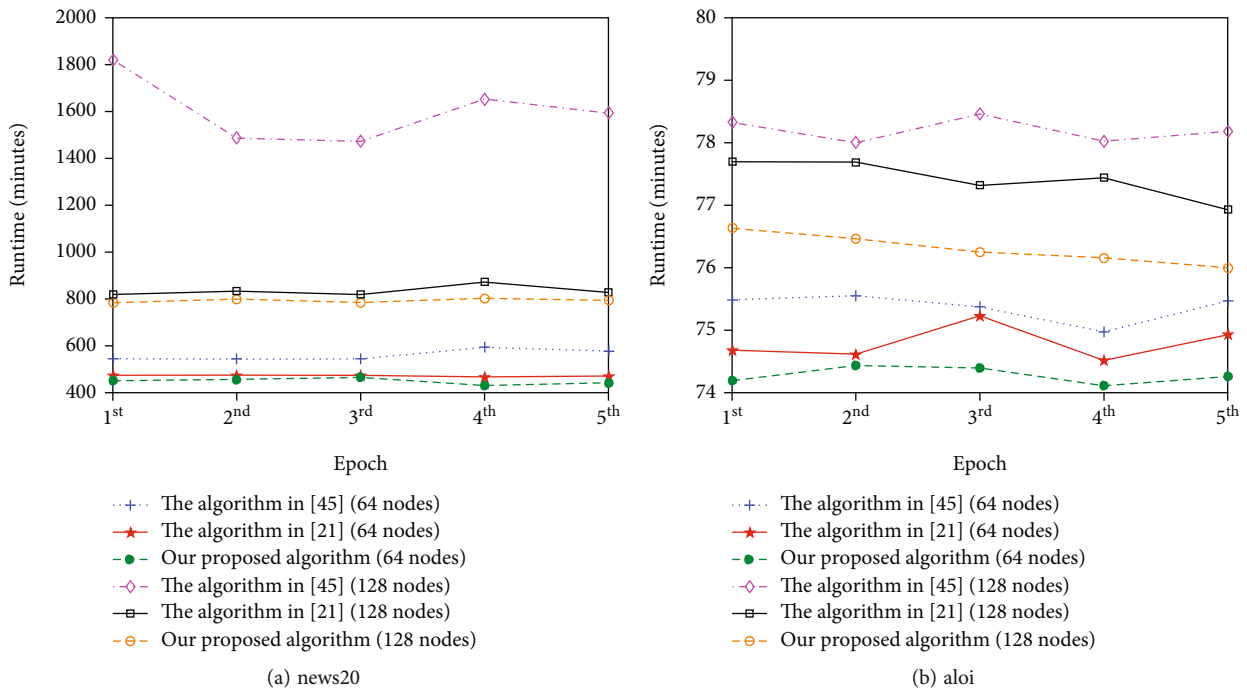 2000
1800
1600
1400
1200
1000
800
600
400
Runtime (minutes)
1st 2nd 3rd 4th 5th
Epoch
The algorithm in [45] (64 nodes)
The algorithm in [21] (64 nodes)
Our proposed algorithm (64 nodes)
The algorithm in [45] (128 nodes)
The algorithm in [21] (128 nodes)
Our proposed algorithm (128 nodes)
(a) news20
80
79
78
77
76
75
74
Runtime (minutes)
1st 2nd 3rd 4th 5th
Epoch
The algorithm in [45] (64 nodes)
The algorithm in [21] (64 nodes)
Our proposed algorithm (64 nodes)
The algorithm in [45] (128 nodes)
The algorithm in [21] (128 nodes)
Our proposed algorithm (128 nodes)
(b) aloi